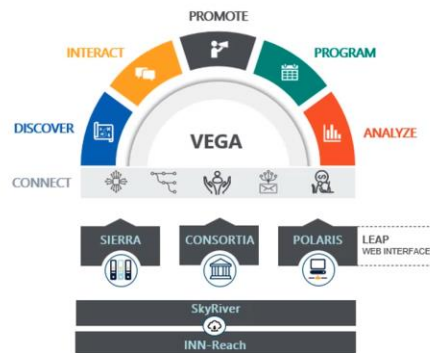 PROMOTE
INTERACT
PROGRAM
DISCOVER
VEGA
ANALYZE
CONNECT
SIERRA
CONSORTIA
POLARIS
LEAP
WEB INTERFACE
SkyRiver
INN-Reach